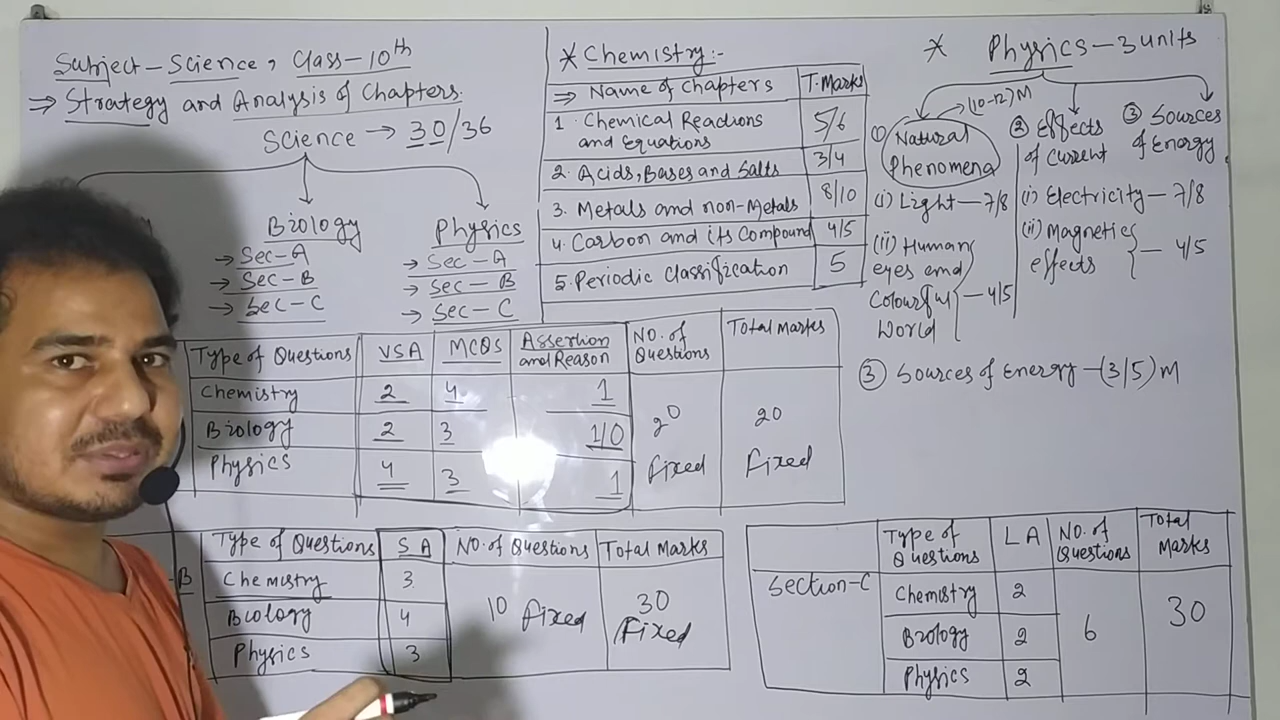 Subject-Science, Class-10th
⇒ Strategy and Analysis of Chapters.
Science → 30/36
Biology
→ Sec-A
→ Sec-B
→ Sec-C
Physics
→ Sec-A
→ Sec-B
→ Sec-C
* Chemistry:-
⇒ Name of Chapters T. Marks
1. Chemical Reactions and Equations 5/6
2. Acids, Bases and Salts 3/4
3. Metals and non-Metals 8/10
4. Carbon and its Compound 4/5
5. Periodic Classification 5
* Physics-3 units
→ (10-12)M
(1) Natural
Phenomena
(i) Light-7/8
(ii) Human
eyes and
Colourful -4/5
World
② Effects
of Current
(i) Electricity-7/8
(ii) Magnetic
effects - 4/5
③ Sources
of Energy
③ Sources of Energy-(3/5)M
Type of Questions VSA MCQS Assertion and Reason No. of Questions Total Marks
Chemistry 2 4 1
Biology 2 3 1/0
Physics 4 3 1
20 fixed
20 fixed
-B
Type of Questions SA No. of Questions Total Marks
Chemistry 3
Biology 4
Physics 3
10 fixed
30 fixed
Section-C
Type of Questions LA No. of Questions Total Marks
Chemistry 2
Biology 2
Physics 2
6
30